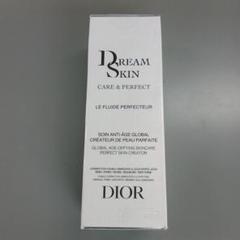 DREAM
SKIN
CARE & PERFECT
LE FLUIDE PERFECTEUR
SOIN ANTI-ÂGE GLOBAL
CRÉATEUR DE PEAU PARFAITE
GLOBAL AGE-DEFYING SKINCARE
PERFECT SKIN CREATOR
DIOR